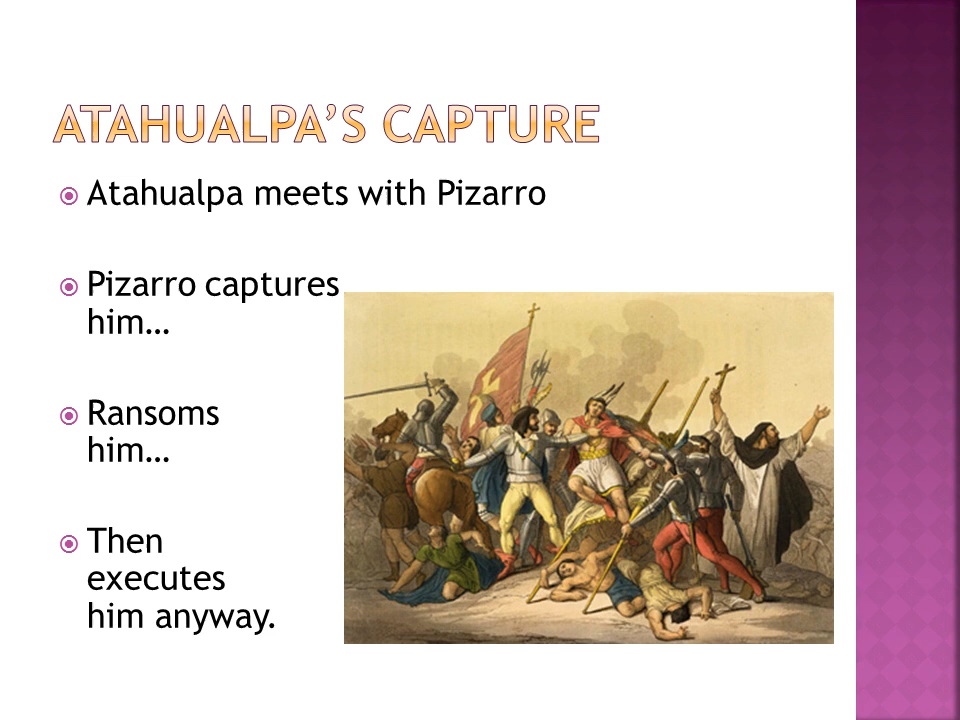 ATAHUALPA’S CAPTURE
Atahualpa meets with Pizarro
Pizarro captures
him…
Ransoms
him…
Then
executes
him anyway.